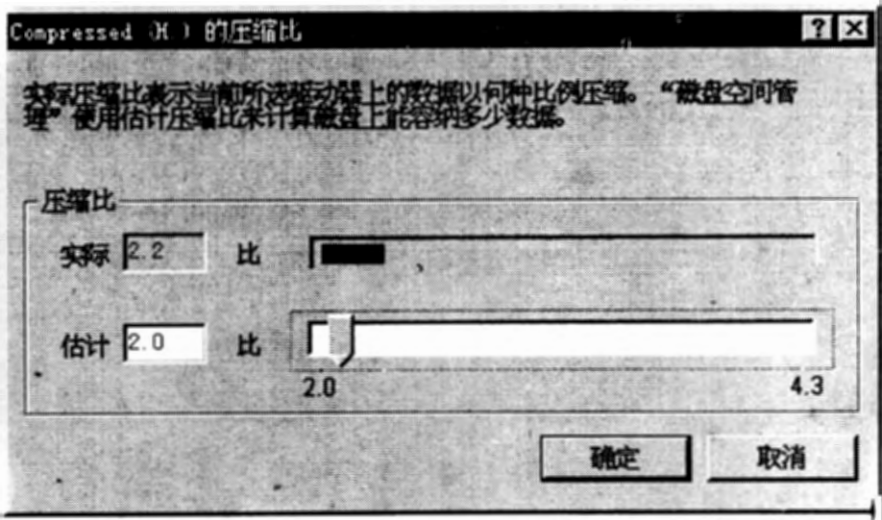 Compressed (H.) 的压缩比
实际压缩比表示当前所选驱动器上的数据以何种比例压缩。“磁盘空间管
理”使用估计压缩比来计算磁盘上能容纳多少数据。
压缩比
实际 2.2 比
估计 2.0 比
2.0 4.3
确定 取消